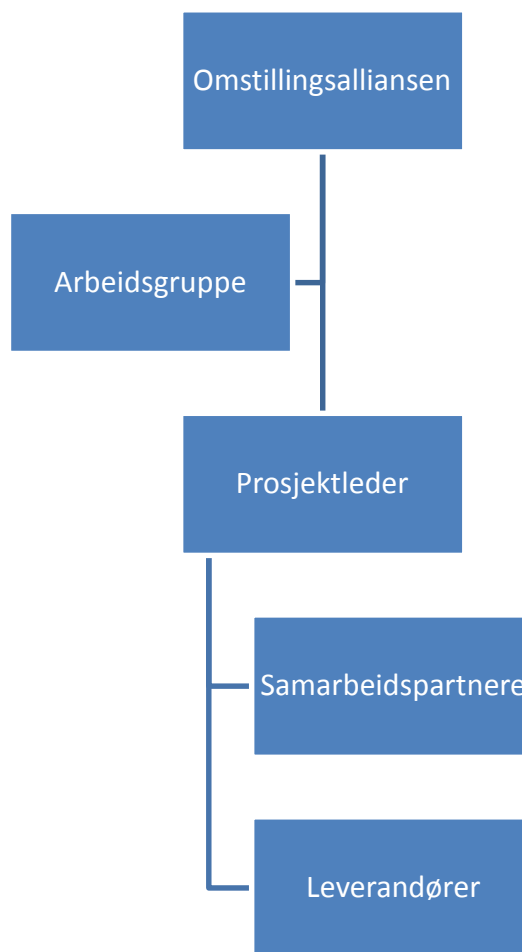 Omstillingsalliansen
Arbeidsgruppe
Prosjektleder
Samarbeidspartnere
Leverandører